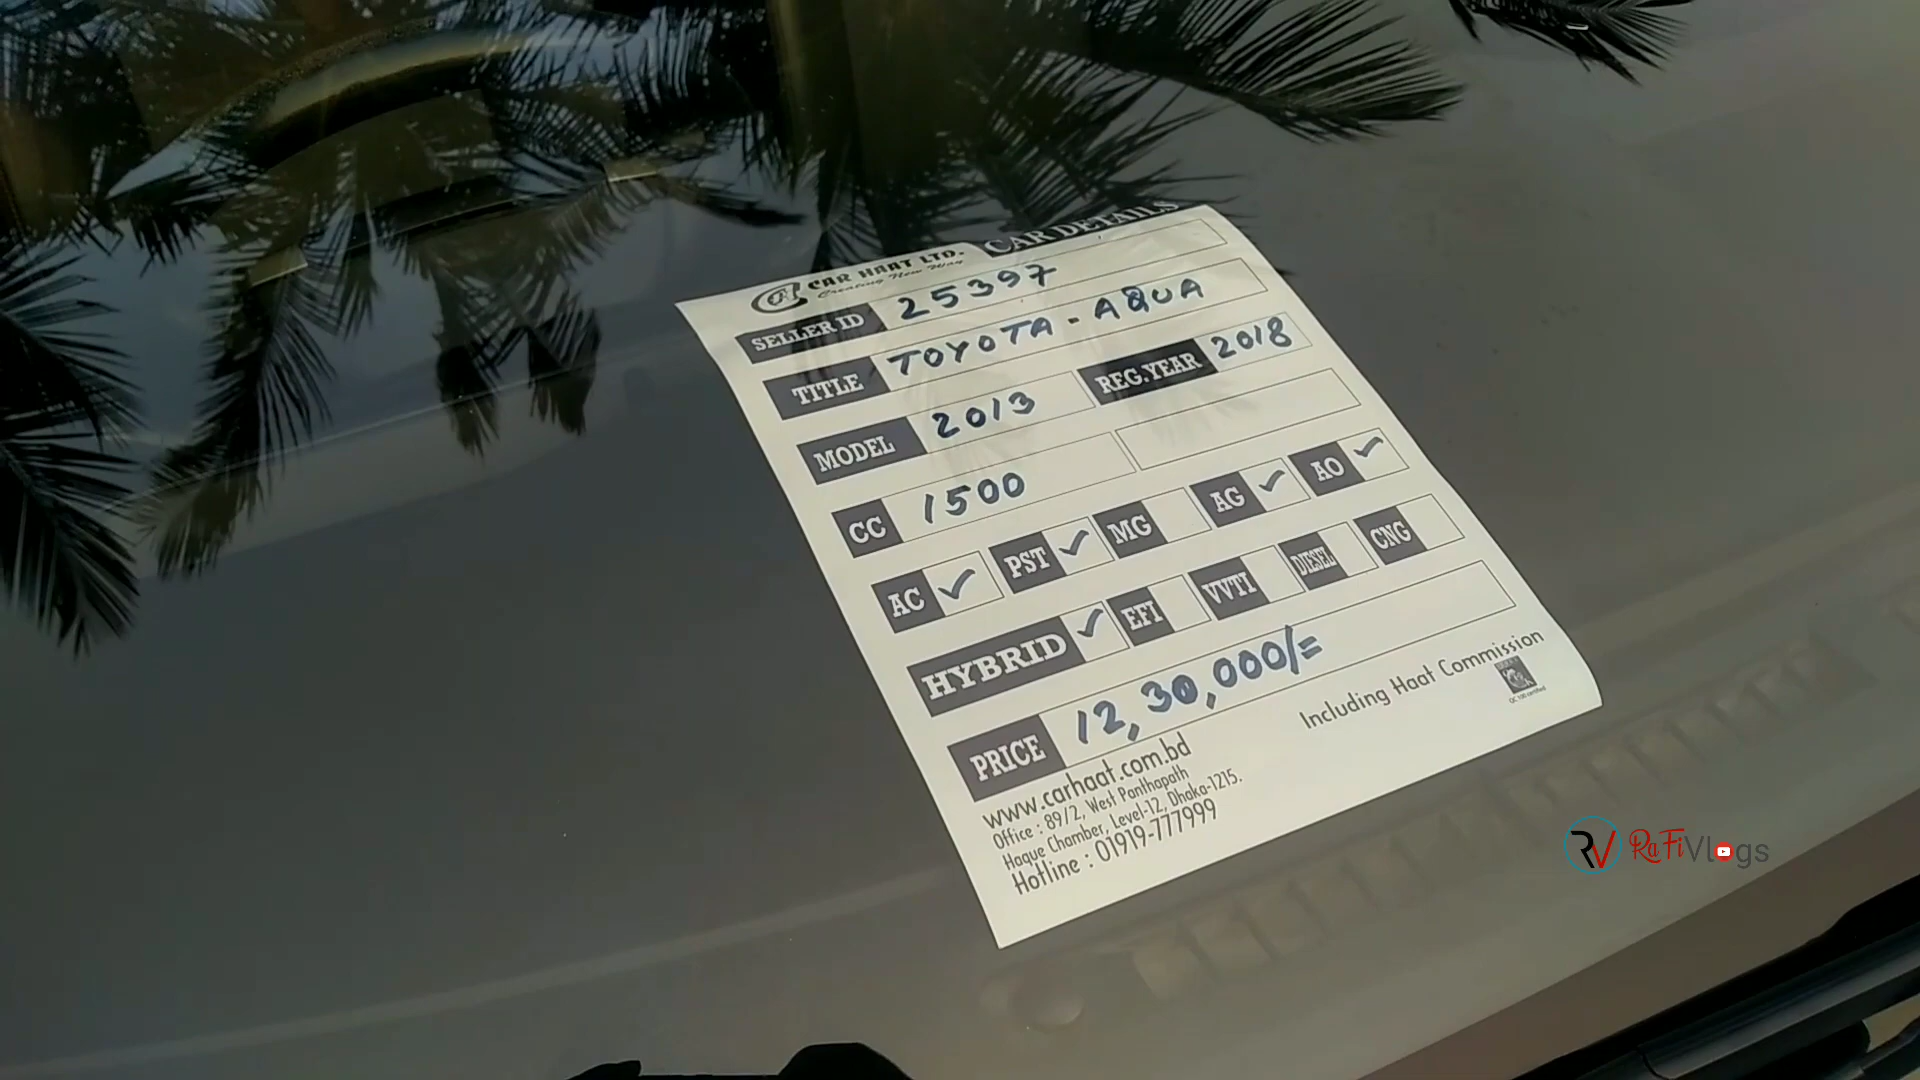 CAR HAAT LTD. CAR DETAILS
Creating New Way
SELLER ID 25397
TITLE TOYOTA - AQUA
MODEL 2013 REG.YEAR 2018
CC 1500
AC ✓ PST ✓ MG AG ✓ AO ✓
HYBRID ✓ EFI VVTI DIESEL CNG
PRICE 12,30,000/=
Including Haat Commission
www.carhaat.com.bd
Office : 89/2, West Panthapath
Haque Chamber, Level-12, Dhaka-1215.
Hotline : 01919-777999
RV RaFiVlogs